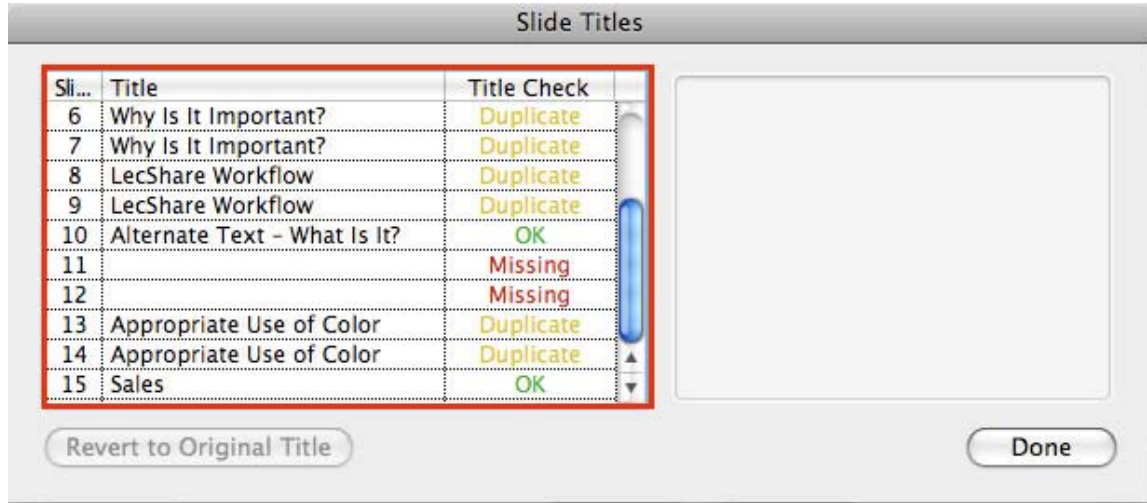 Slide Titles
Sli... Title Title Check
6 Why Is It Important? Duplicate
7 Why Is It Important? Duplicate
8 LecShare Workflow Duplicate
9 LecShare Workflow Duplicate
10 Alternate Text – What Is It? OK
11 Missing
12 Missing
13 Appropriate Use of Color Duplicate
14 Appropriate Use of Color Duplicate
15 Sales OK
Revert to Original Title Done